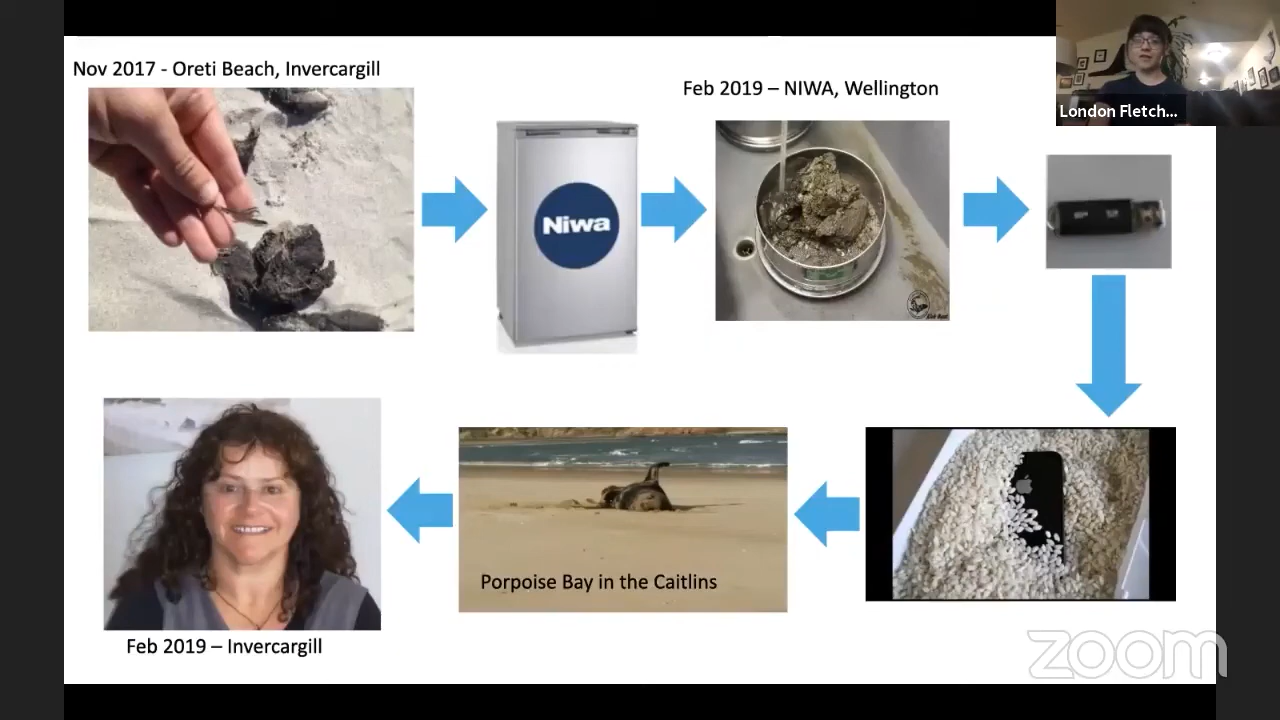 London Fletch...
Nov 2017 - Oreti Beach, Invercargill
Feb 2019 – NIWA, Wellington
Niwa
Porpoise Bay in the Caitlins
Feb 2019 – Invercargill
zoom